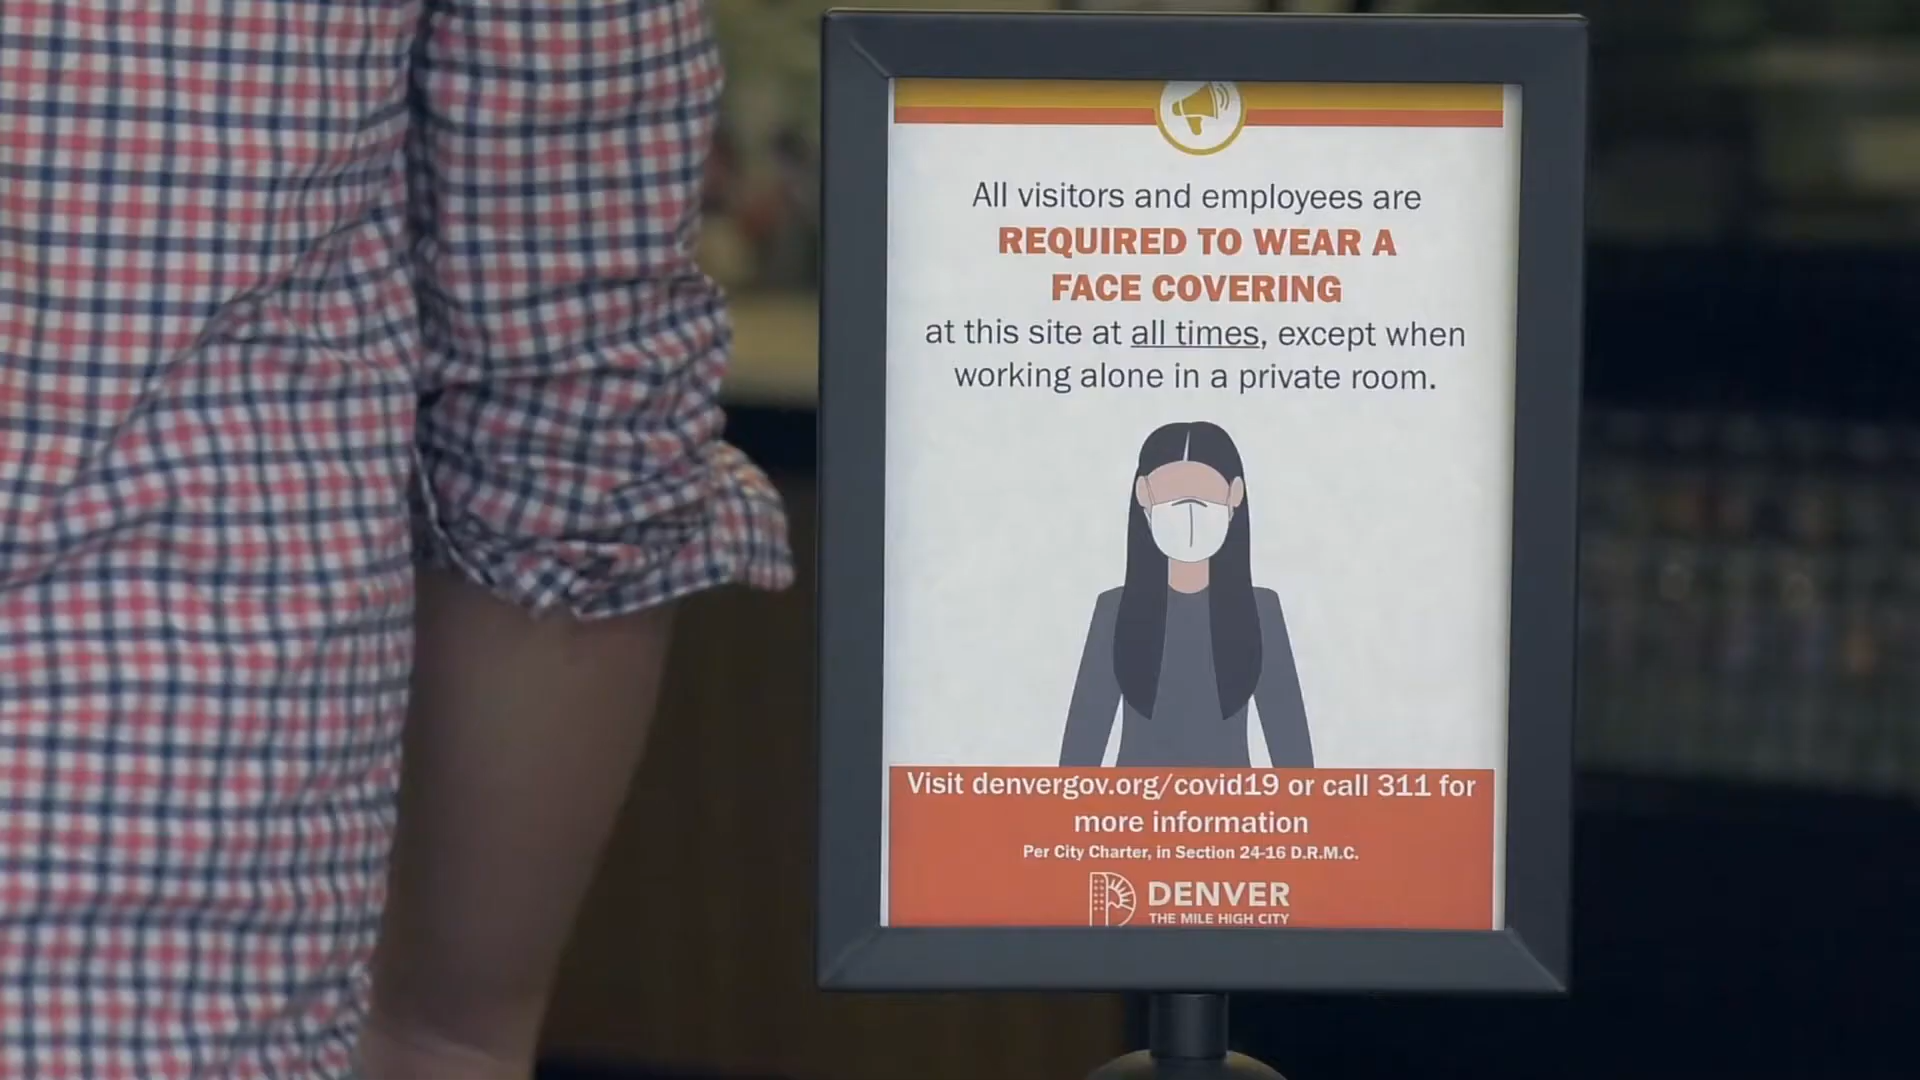 All visitors and employees are
REQUIRED TO WEAR A
FACE COVERING
at this site at all times, except when
working alone in a private room.
Visit denvergov.org/covid19 or call 311 for
more information
Per City Charter, in Section 24-16 D.R.M.C.
DENVER
THE MILE HIGH CITY